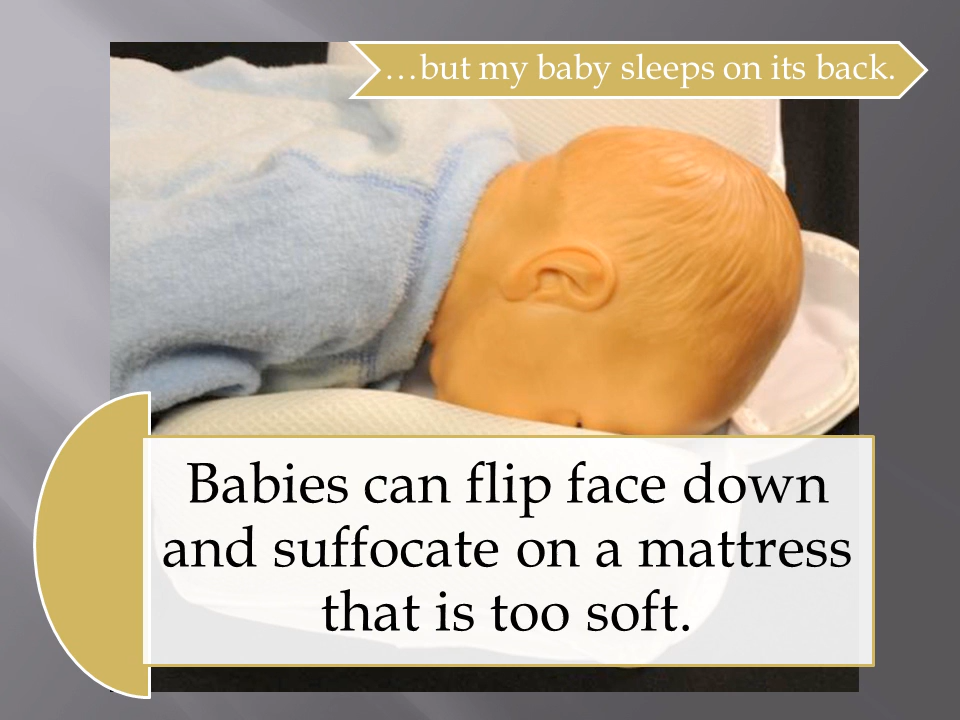 …but my baby sleeps on its back.
Babies can flip face down
and suffocate on a mattress
that is too soft.